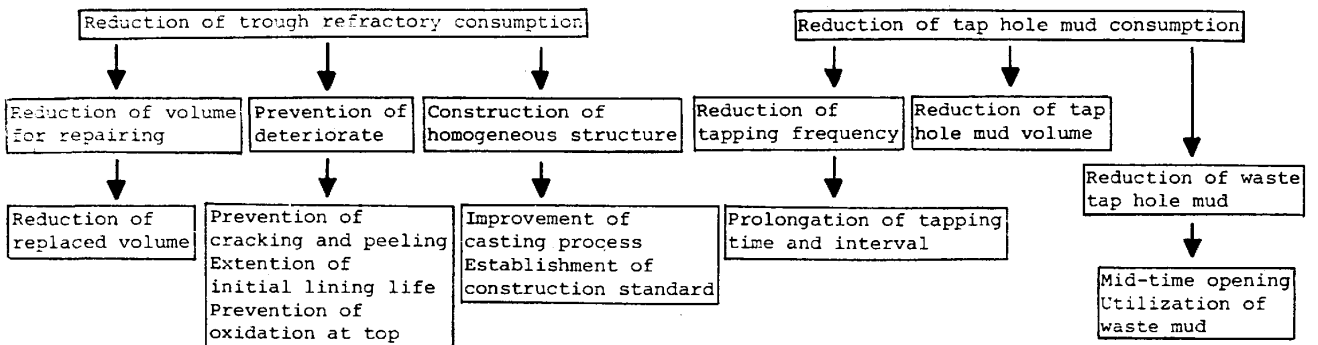 Reduction of trough refractory consumption
Reduction of tap hole mud consumption
Reduction of volume
for repairing
Prevention of
deteriorate
Construction of
homogeneous structure
Reduction of
tapping frequency
Reduction of tap
hole mud volume
Reduction of waste
tap hole mud
Reduction of
replaced volume
Prevention of
cracking and peeling
Extention of
initial lining life
Prevention of
oxidation at top
Improvement of
casting process
Establishment of
construction standard
Prolongation of tapping
time and interval
Mid-time opening
Utilization of
waste mud